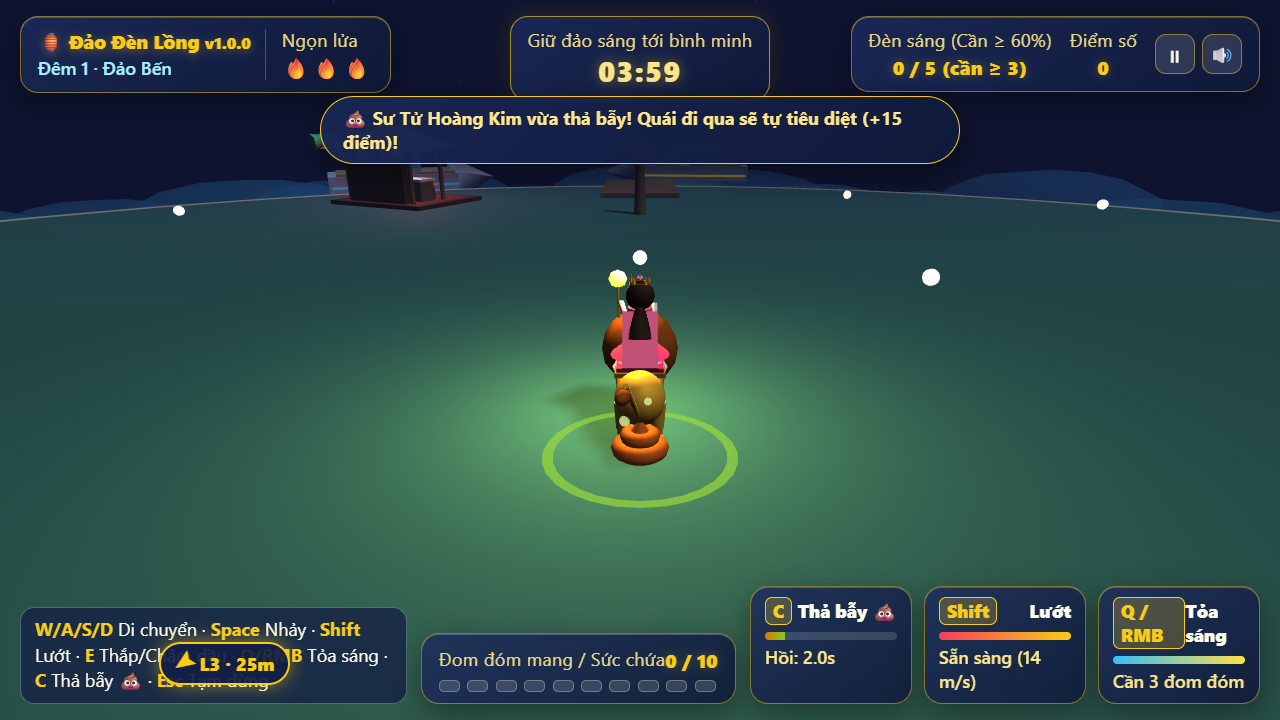 Đảo Đèn Lồng v1.0.0
Đêm 1 · Đảo Bến
Ngọn lửa
Giữ đảo sáng tới bình minh
03:59
Đèn sáng (Cần ≥ 60%)
0 / 5 (cần ≥ 3)
Điểm số
0
💩 Sư Tử Hoàng Kim vừa thả bẫy! Quái đi qua sẽ tự tiêu diệt (+15
điểm)!
W/A/S/D Di chuyển · Space Nhảy · Shift
Lướt · E Thắp/Ch Tỏa sáng ·
C Thả bẫy 💩 · Esc Tạm dừng
L3 · 25m
Đom đóm mang / Sức chứa 0 / 10
C Thả bẫy 💩
Hồi: 2.0s
Shift Lướt
Sẵn sàng (14
m/s)
Q /
RMB
Tỏa
sáng
Cần 3 đom đóm